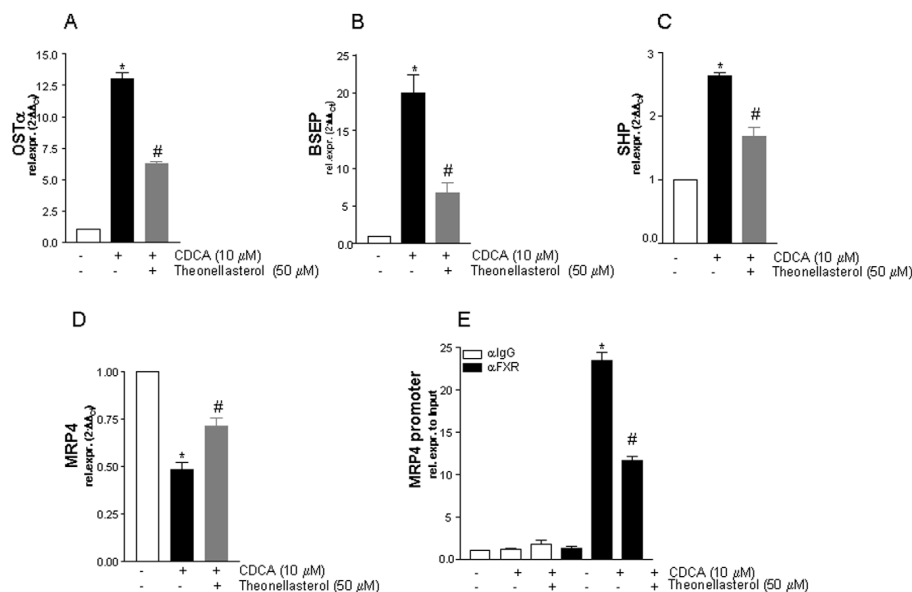 A
OSTα
rel.expr. (2-ΔΔCt)
15.0
12.5
10.0
7.5
5.0
2.5
0.0
*
#
- + + CDCA (10 μM)
- - + Theonellasterol (50 μM)
B
BSEP
rel.expr. (2-ΔΔCt)
25
20
15
10
5
0
*
#
- + + CDCA (10 μM)
- - + Theonellasterol (50 μM)
C
SHP
rel.expr. (2-ΔΔCt)
3
2
1
0.0
*
#
- + + CDCA (10 μM)
- - + Theonellasterol (50 μM)
D
MRP4
rel.expr. (2-ΔΔCt)
1.00
0.75
0.50
0.25
0.00
*
#
- + + CDCA (10 μM)
- - + Theonellasterol (50 μM)
E
MRP4 promoter
rel. expr. to Input
25
20
15
10
5
0
αIgG
αFXR
*
#
- + + - + + CDCA (10 μM)
- - + - - + Theonellasterol (50 μM)